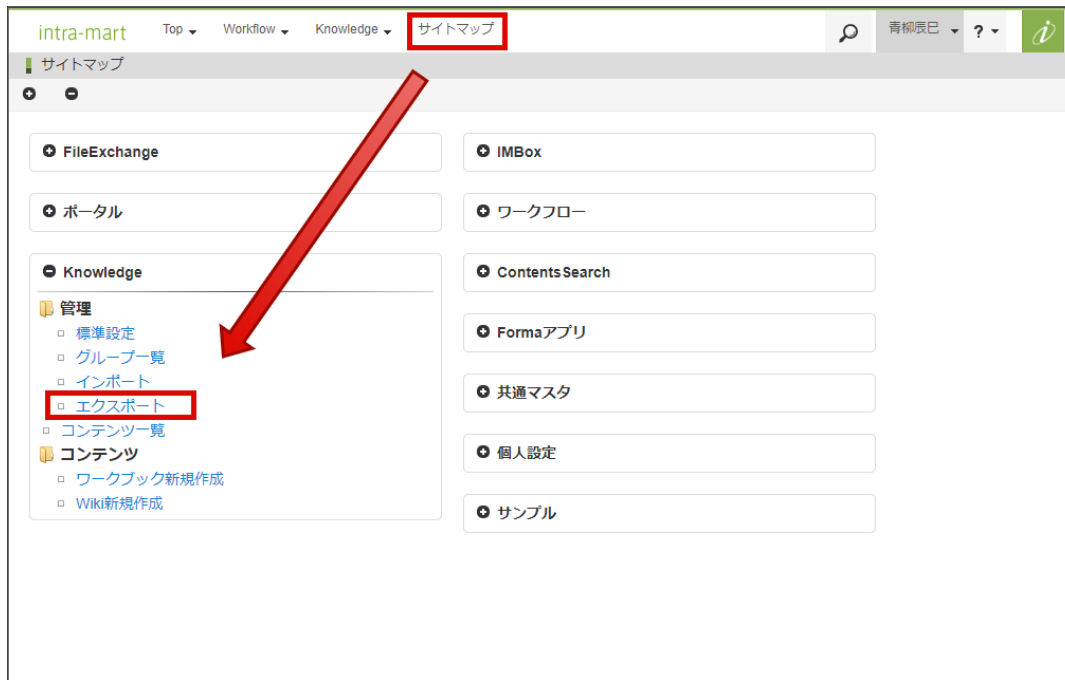 intra-mart Top Workflow Knowledge サイトマップ 青柳辰巳 ?
サイトマップ
FileExchange
ポータル
Knowledge
管理
標準設定
グループ一覧
インポート
エクスポート
コンテンツ一覧
コンテンツ
ワークブック新規作成
Wiki新規作成
IMBox
ワークフロー
ContentsSearch
Formaアプリ
共通マスタ
個人設定
サンプル